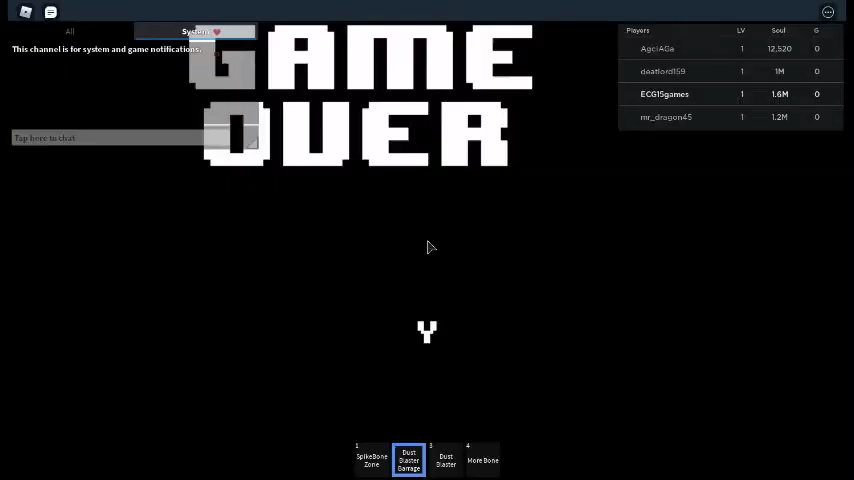 All
System
This channel is for system and game notifications.
Tap here to chat
GAME
OVER
Players LV Soul G
AgciAGa 1 12,520 0
deatlord159 1 1M 0
ECG15games 1 1.6M 0
mr_dragon45 1 1.2M 0
Y
1
SpikeBone
Zone
Dust
Blaster
Barrage
3
Dust
Blaster
4
More Bone